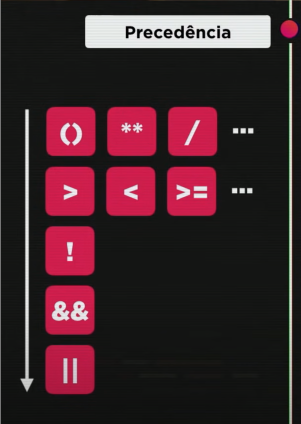 Precedência
() ** / ...
> < >= ...
!
&&
||